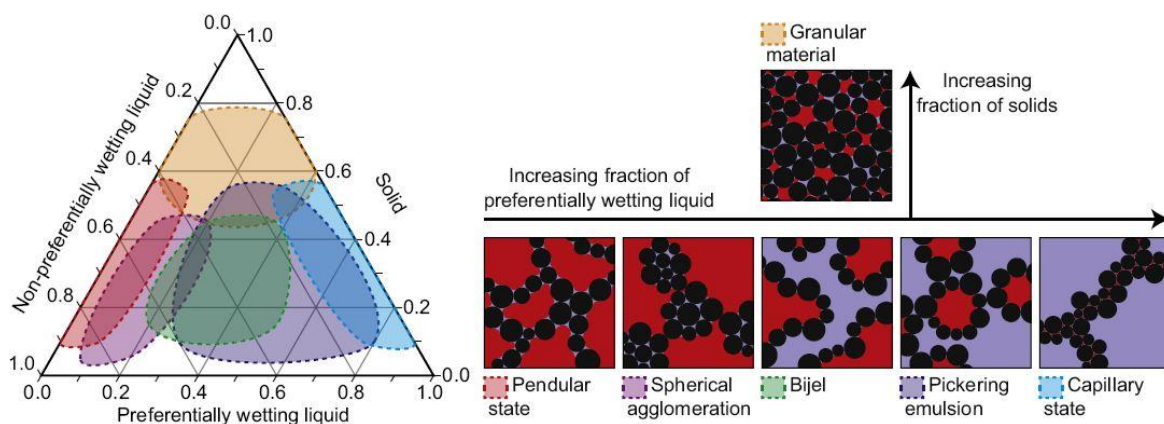 0.0
1.0
0.2
0.8
0.4
0.6
0.6
0.4
0.8
0.2
1.0
0.0
0.0
0.2
0.4
0.6
0.8
1.0
Non-preferentially wetting liquid
Solid
Preferentially wetting liquid
Granular
material
Increasing
fraction of solids
Increasing fraction of
preferentially wetting liquid
Pendular
state
Spherical
agglomeration
Bijel
Pickering
emulsion
Capillary
state